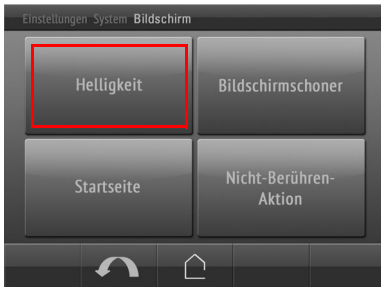 Einstellungen System Bildschirm
Helligkeit
Bildschirmschoner
Startseite
Nicht-Berühren-
Aktion